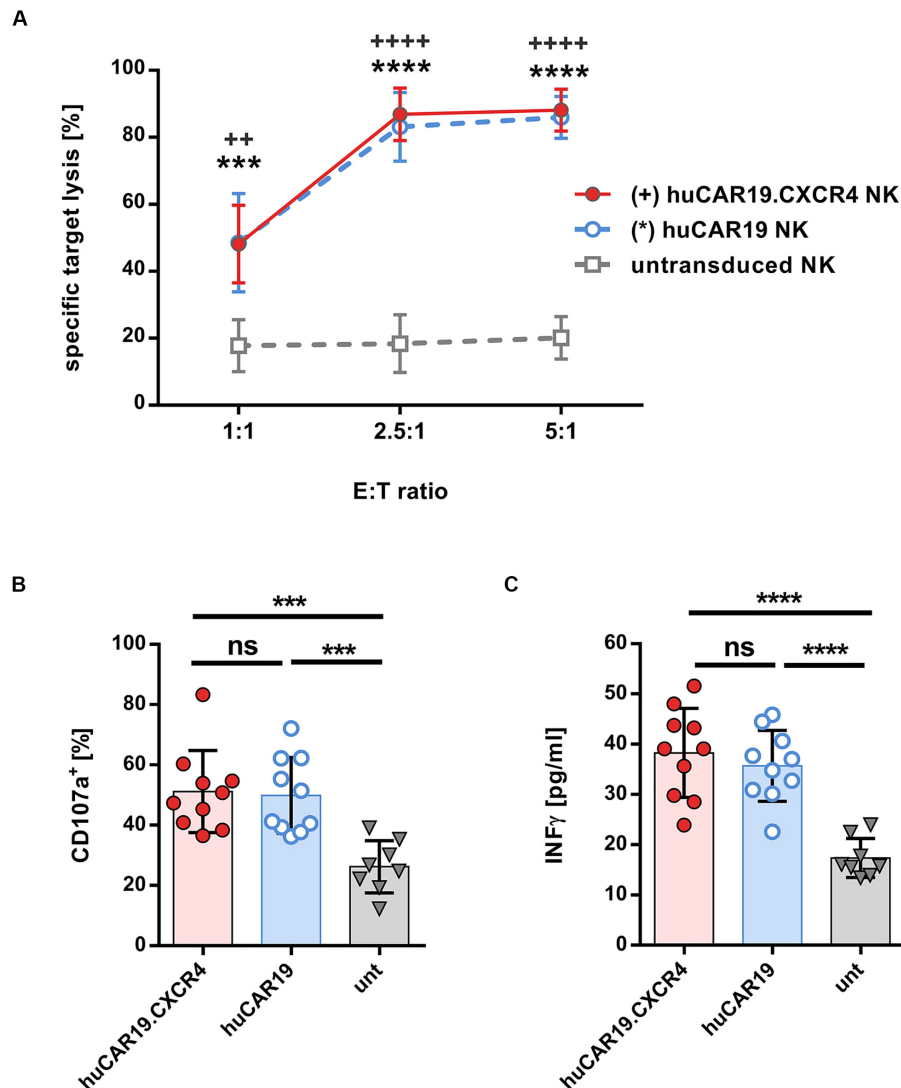 A
++++
++++
****
****
++
***
100
80
60
40
20
0
specific target lysis [%]
1:1
2.5:1
5:1
E:T ratio
(+) huCAR19.CXCR4 NK
(*) huCAR19 NK
untransduced NK
B
***
ns
***
100
80
60
40
20
0
CD107a+ [%]
huCAR19.CXCR4
huCAR19
unt
C
****
ns
****
60
50
40
30
20
10
0
INFγ [pg/ml]
huCAR19.CXCR4
huCAR19
unt